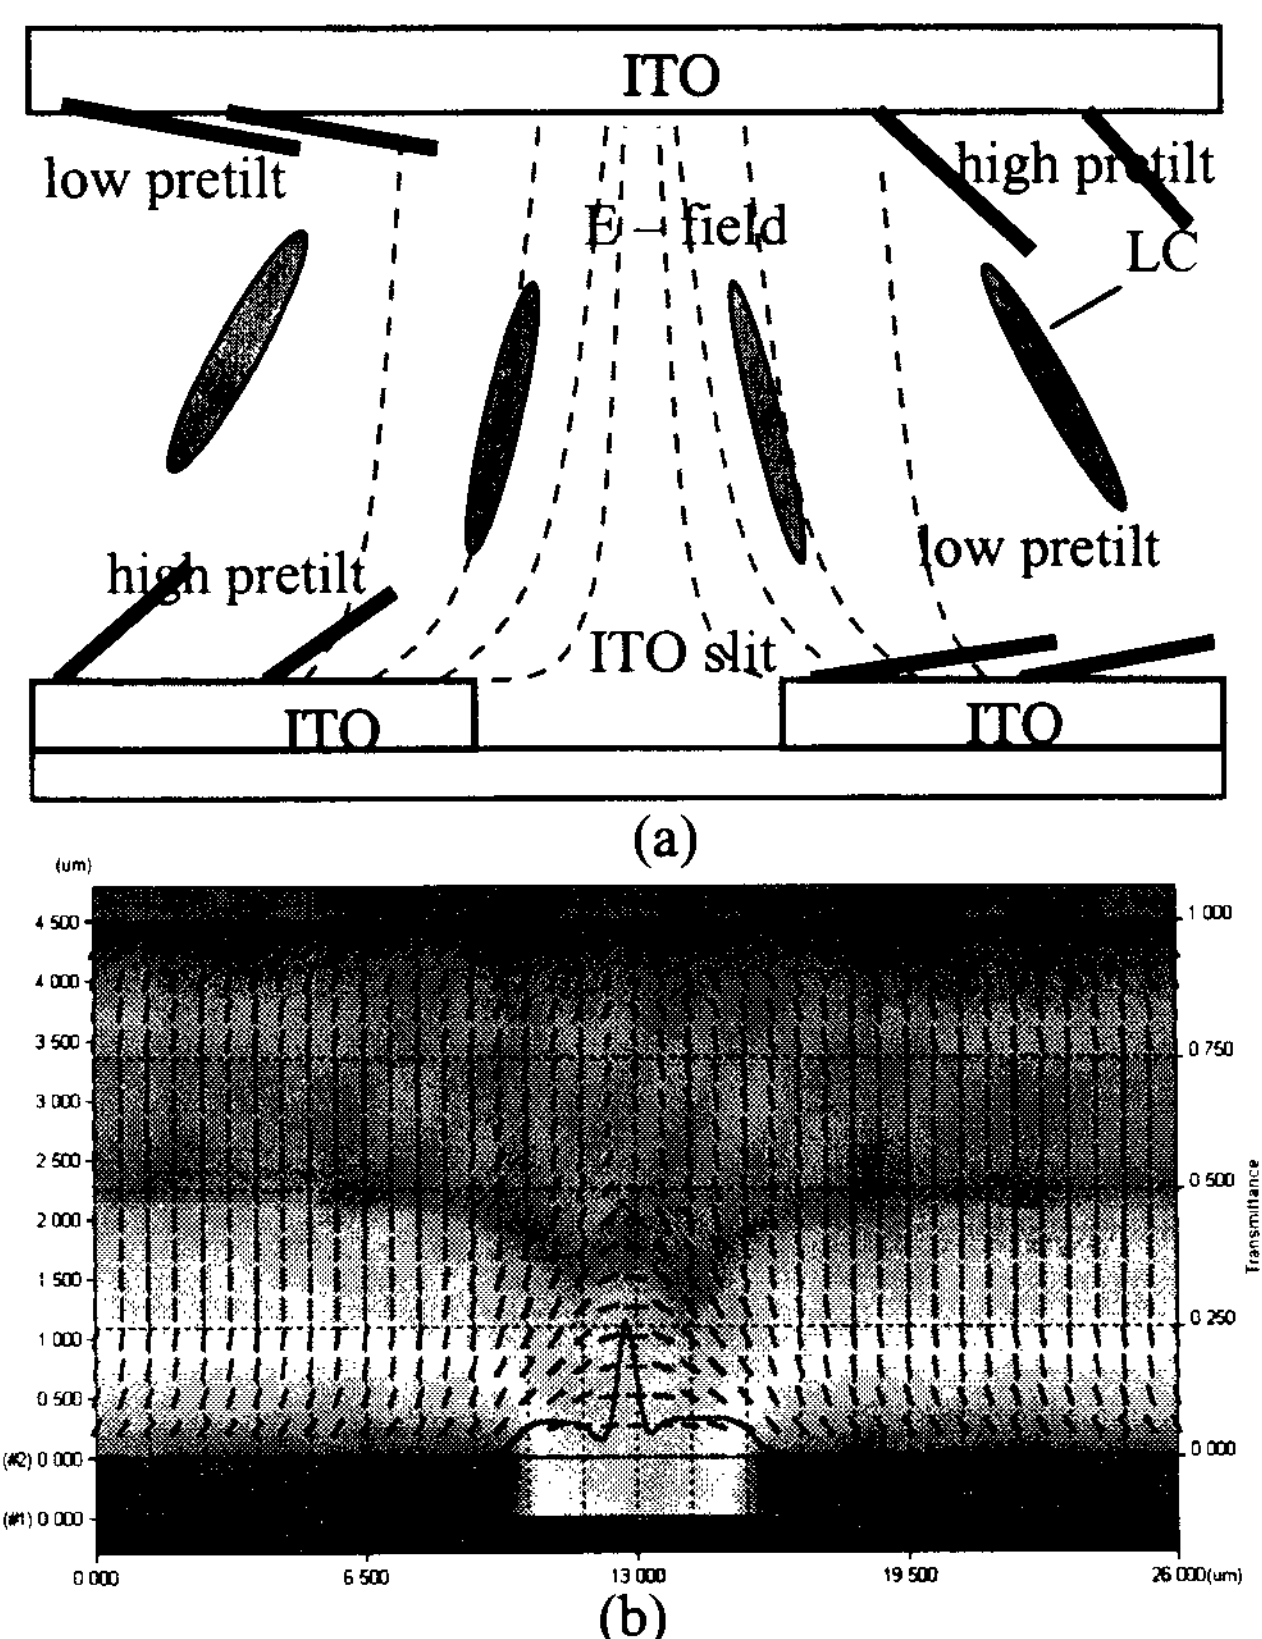 ITO
low pretilt
high pretilt
E – field
LC
high pretilt
low pretilt
ITO slit
ITO
ITO
(a)
(um)
4 500
1 000
4 000
3 500
0 750
3 000
2 500
0 500
2 000
Transmittance
1 500
0 250
1 000
0 500
0 000
(#2) 0 000
(#1) 0 000
0 000
6 500
13 000
19 500
26 000(um)
(b)